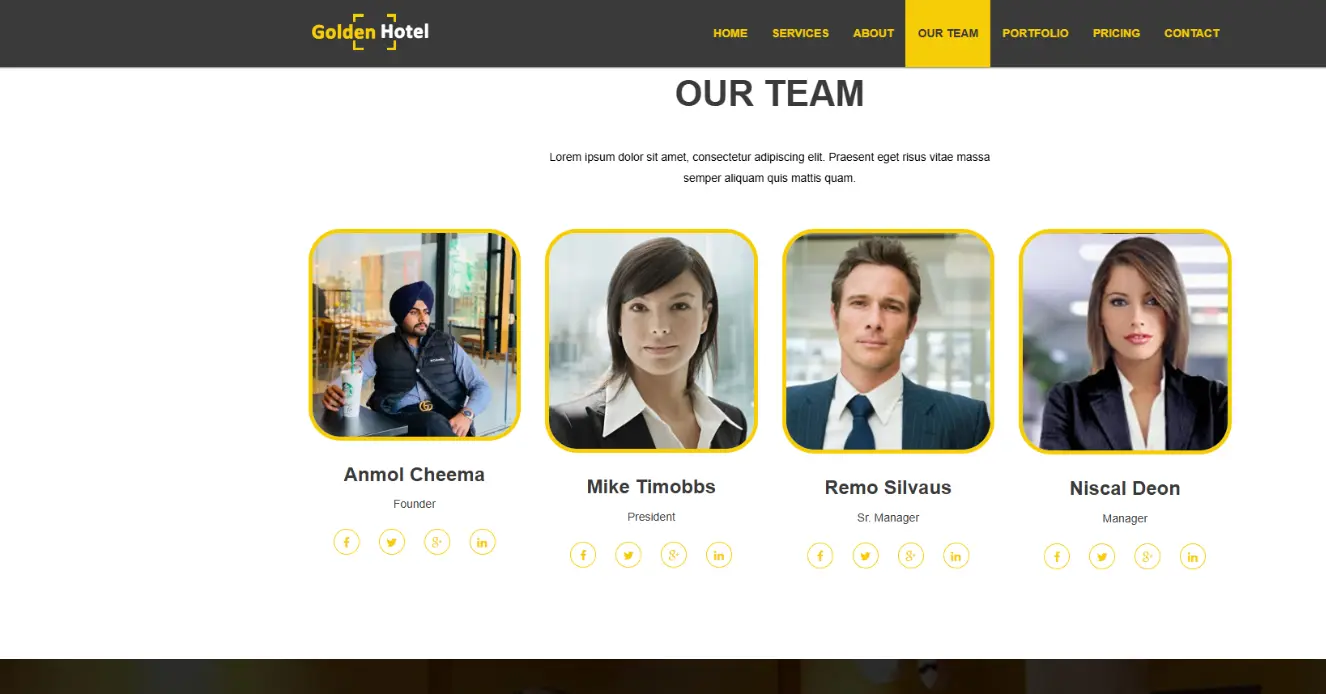 Golden Hotel
HOME SERVICES ABOUT OUR TEAM PORTFOLIO PRICING CONTACT
OUR TEAM
Lorem ipsum dolor sit amet, consectetur adipiscing elit. Praesent eget risus vitae massa
semper aliquam quis mattis quam.
Anmol Cheema
Founder
Mike Timobbs
President
Remo Silvaus
Sr. Manager
Niscal Deon
Manager